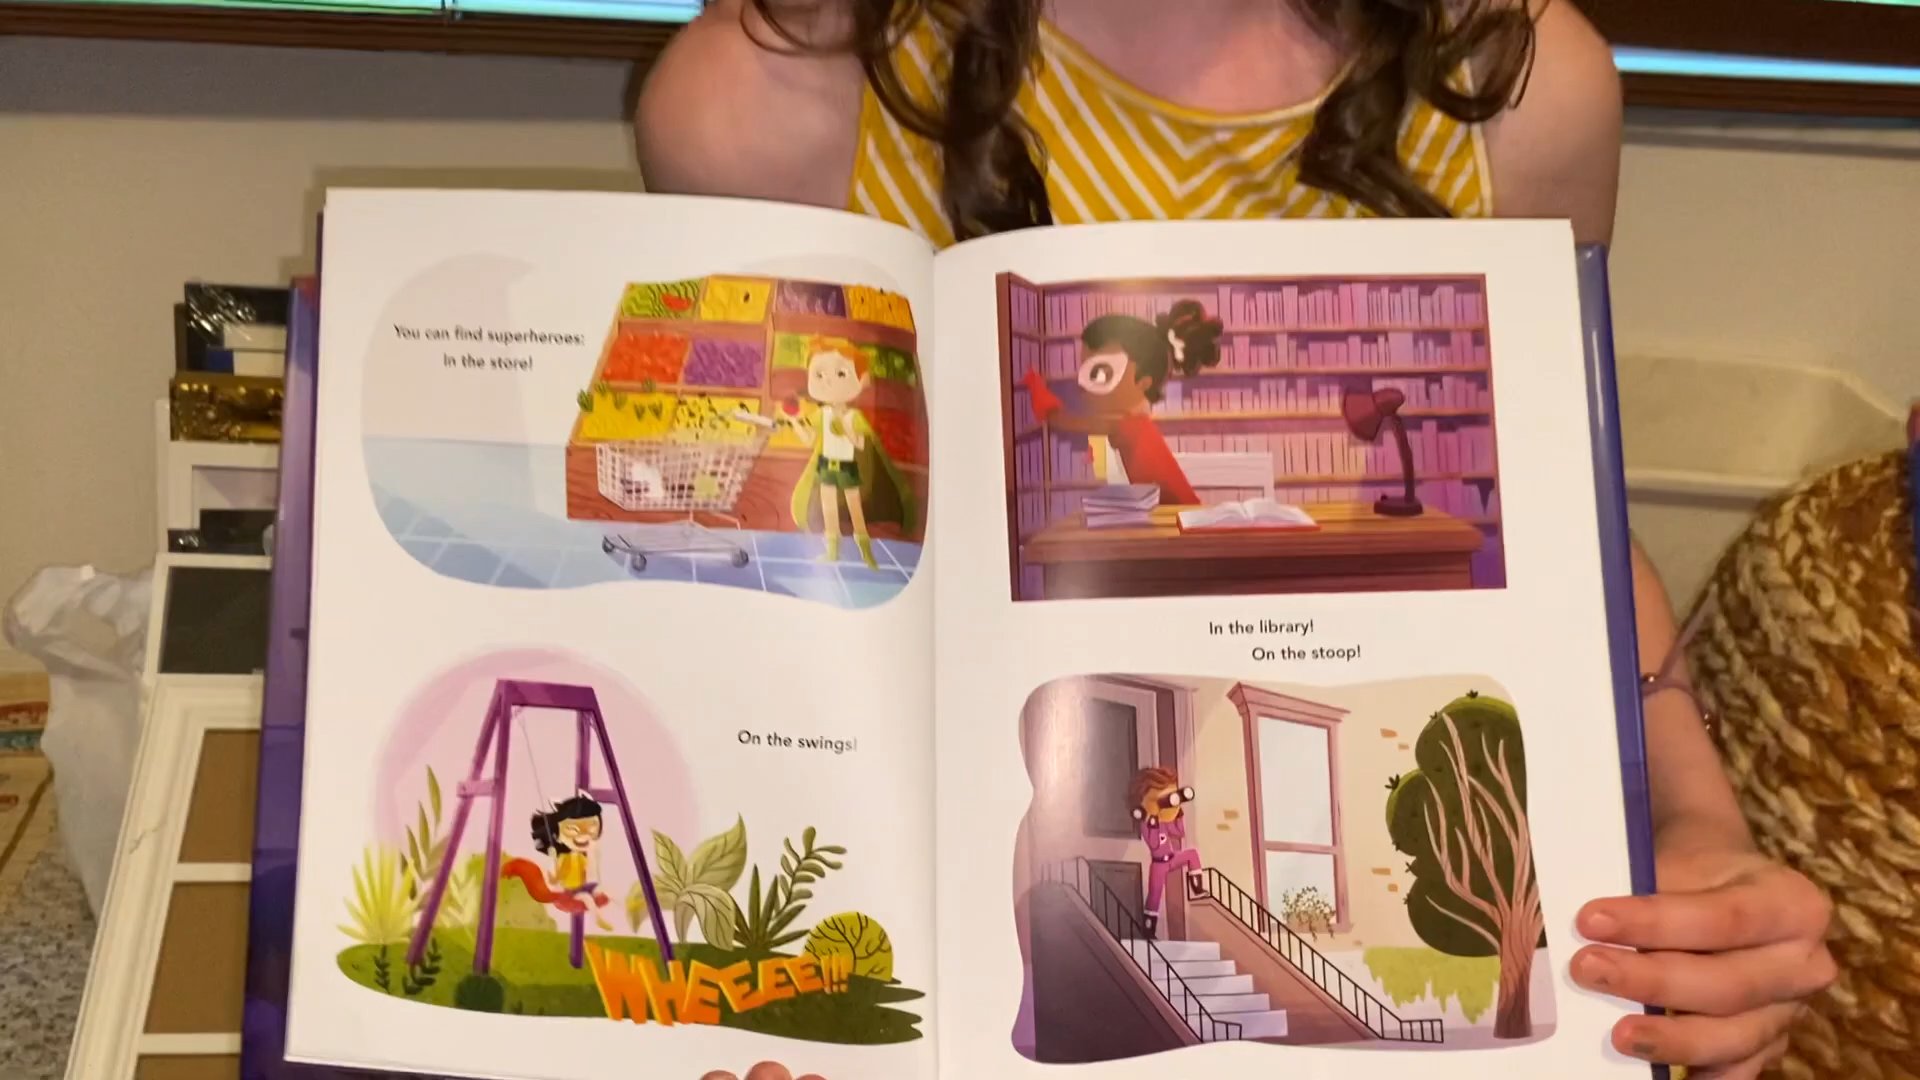 You can find superheroes:
In the store!
On the swings!
WHEEEE!!!
In the library!
On the stoop!